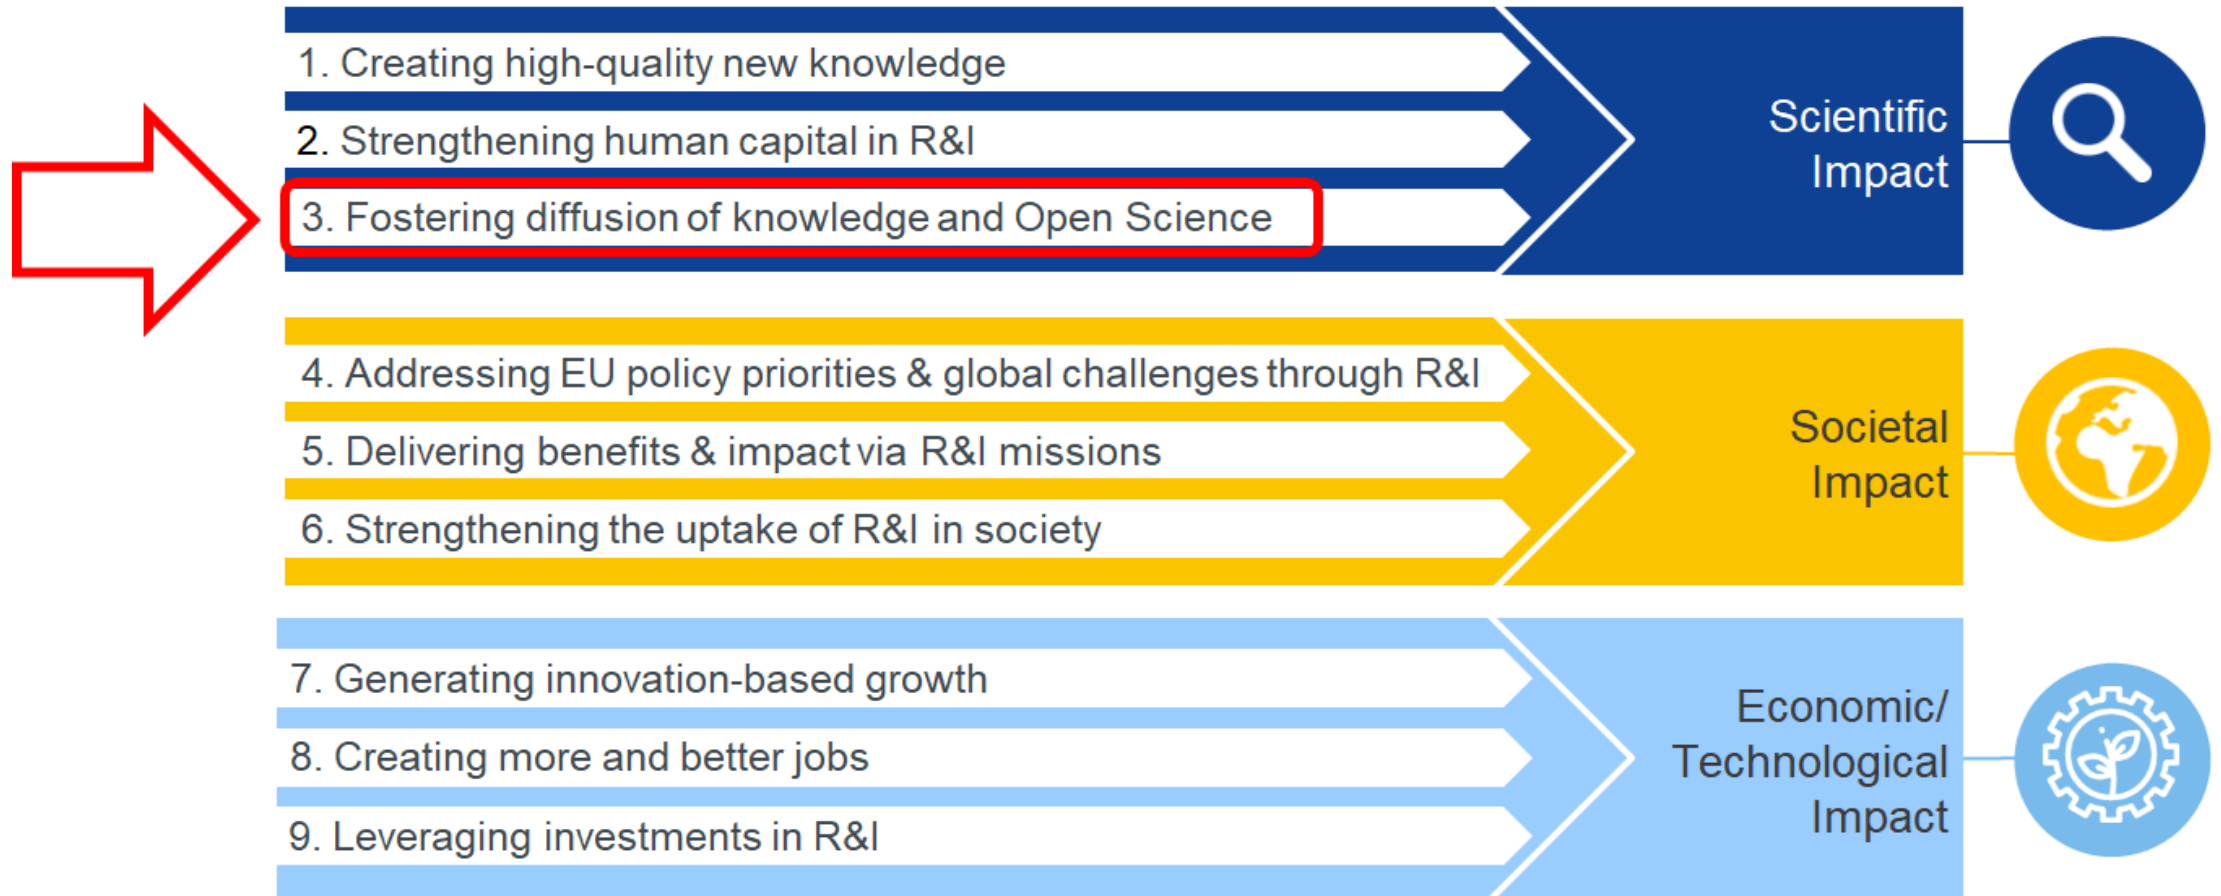 1. Creating high-quality new knowledge
2. Strengthening human capital in R&I
3. Fostering diffusion of knowledge and Open Science
Scientific
Impact
4. Addressing EU policy priorities & global challenges through R&I
5. Delivering benefits & impact via R&I missions
6. Strengthening the uptake of R&I in society
Societal
Impact
7. Generating innovation-based growth
8. Creating more and better jobs
9. Leveraging investments in R&I
Economic/
Technological
Impact